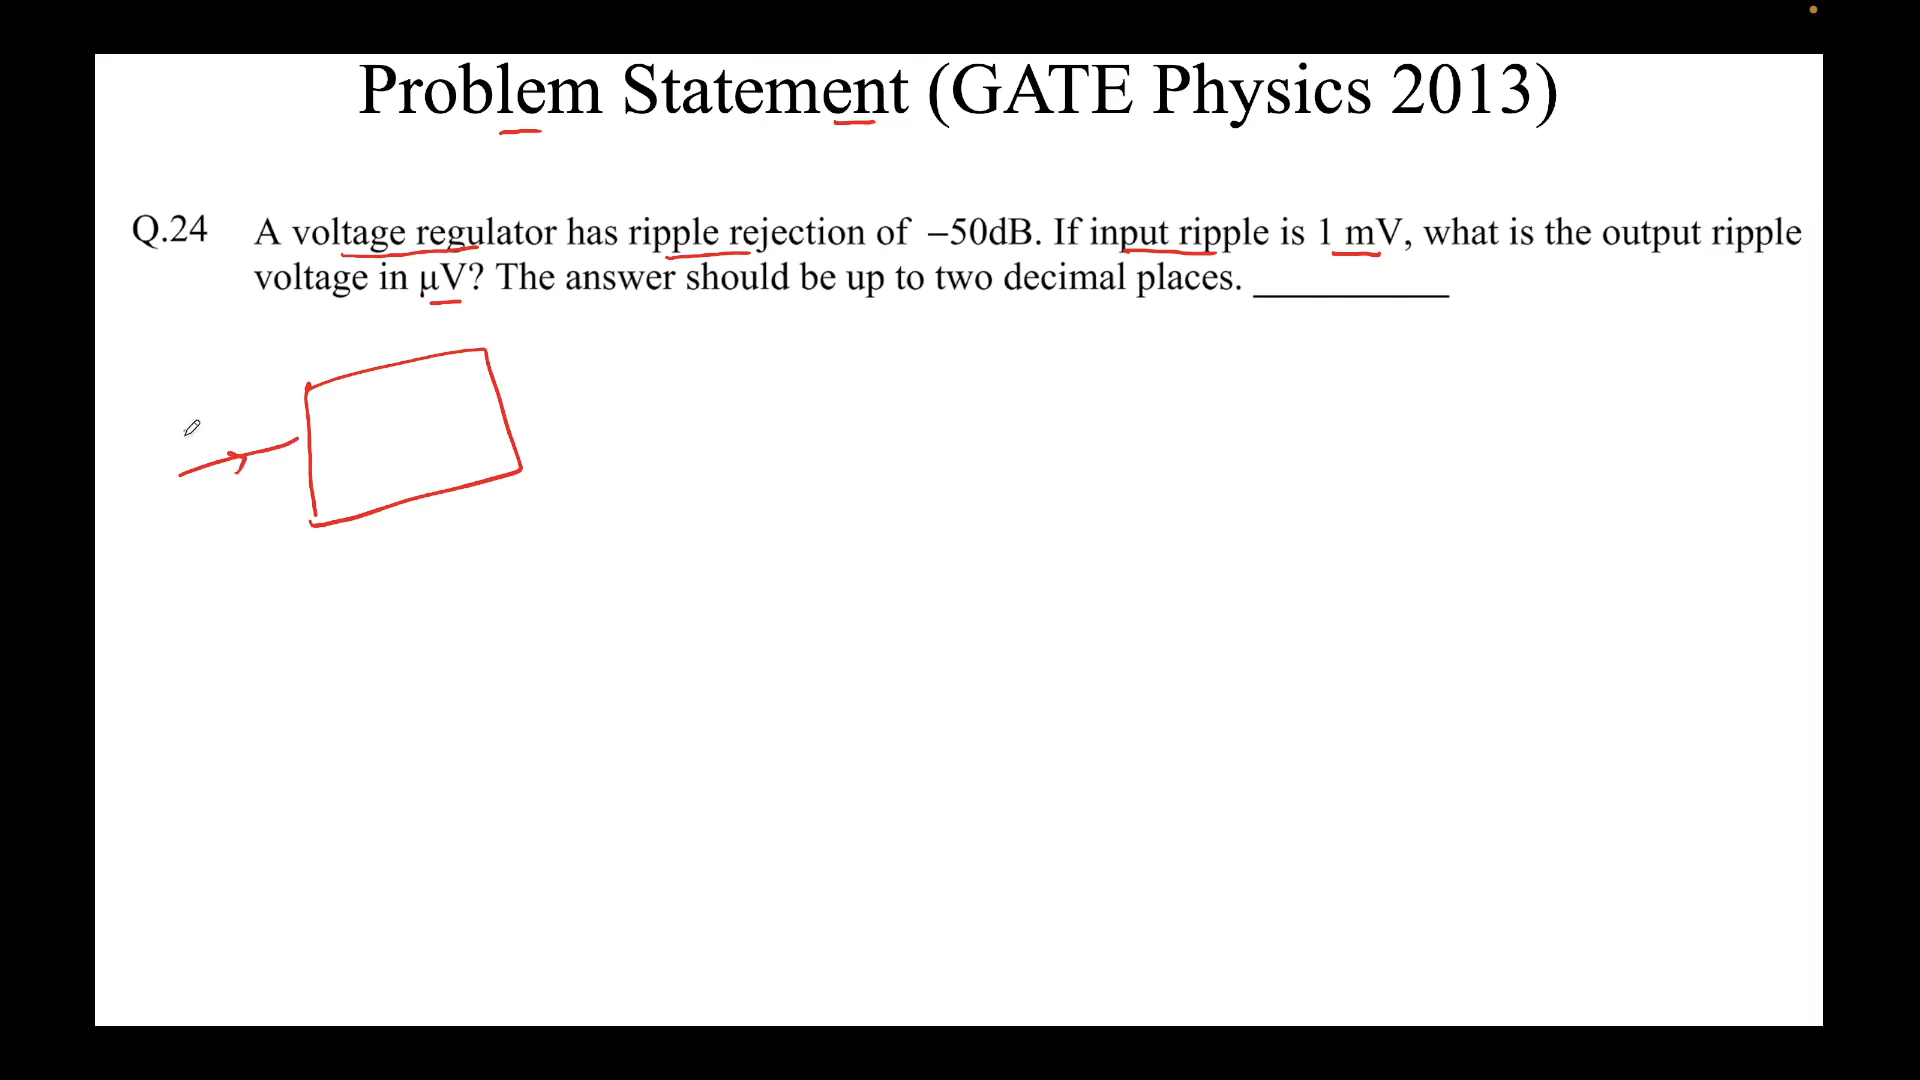 Problem Statement (GATE Physics 2013)
Q.24 A voltage regulator has ripple rejection of −50dB. If input ripple is 1 mV, what is the output ripple
voltage in μV? The answer should be up to two decimal places. ___________